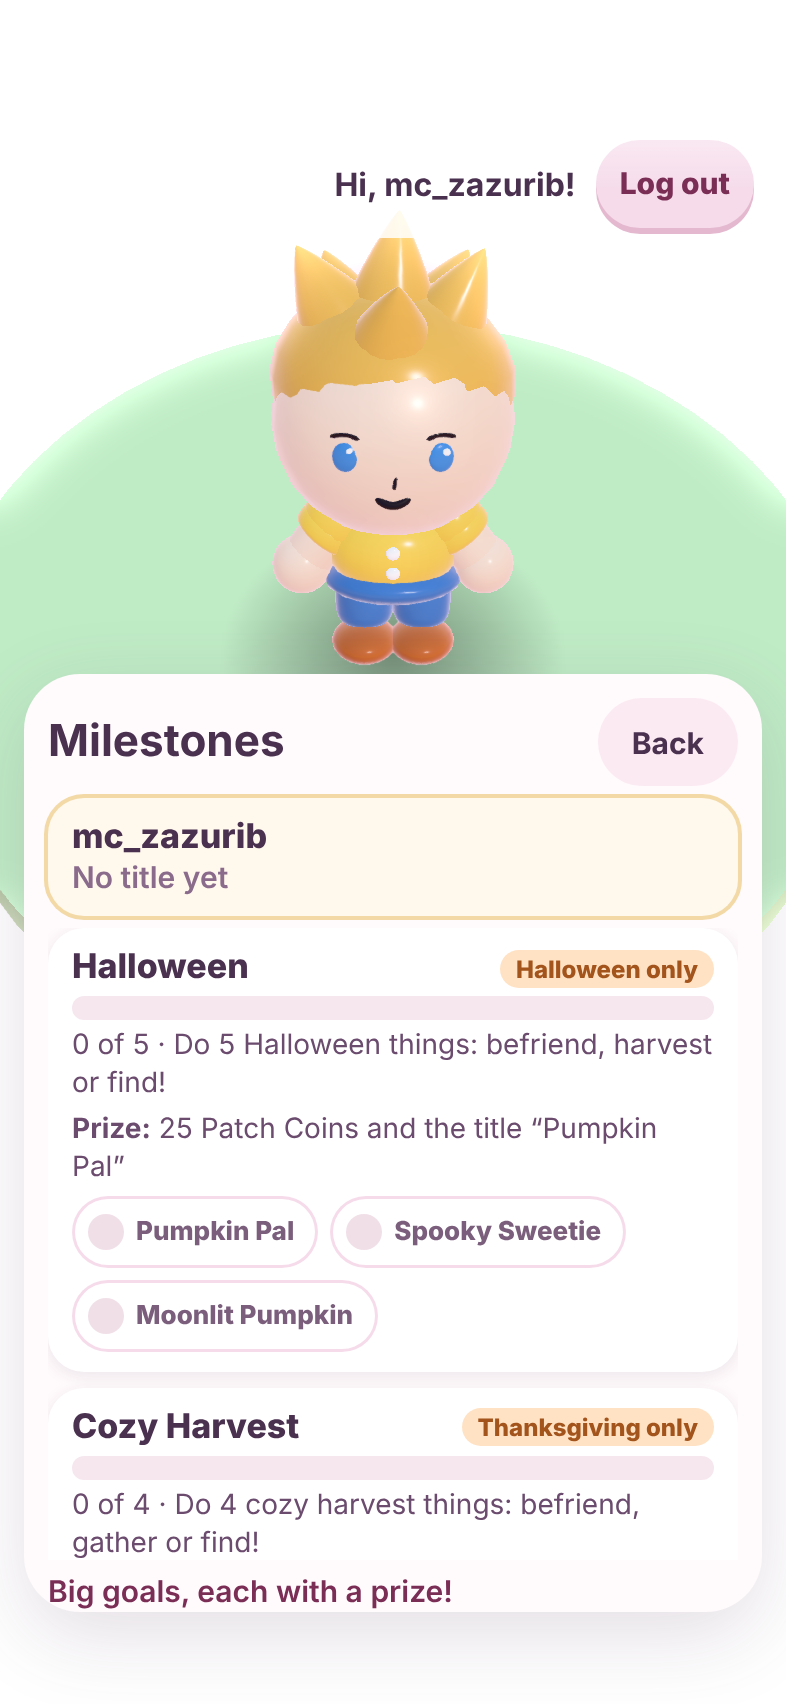 Hi, mc_zazurib!
Log out
Milestones
Back
mc_zazurib
No title yet
Halloween
Halloween only
0 of 5 · Do 5 Halloween things: befriend, harvest
or find!
Prize: 25 Patch Coins and the title “Pumpkin
Pal”
Pumpkin Pal
Spooky Sweetie
Moonlit Pumpkin
Cozy Harvest
Thanksgiving only
0 of 4 · Do 4 cozy harvest things: befriend,
gather or find!
Big goals, each with a prize!